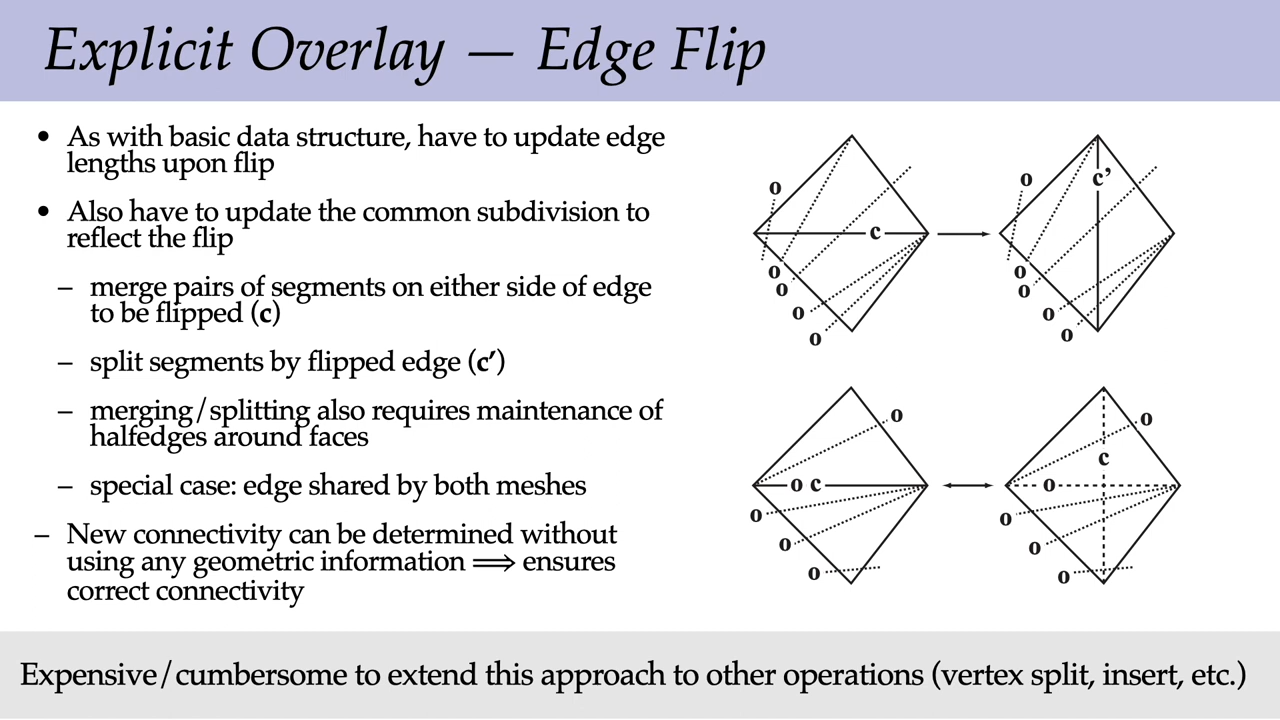 Explicit Overlay — Edge Flip
• As with basic data structure, have to update edge
lengths upon flip
• Also have to update the common subdivision to
reflect the flip
– merge pairs of segments on either side of edge
to be flipped (c)
– split segments by flipped edge (c′)
– merging/splitting also requires maintenance of
halfedges around faces
– special case: edge shared by both meshes
– New connectivity can be determined without
using any geometric information ⟹ ensures
correct connectivity
o
c
o
o
o
o
o
c’
o
o
o
o
o
o c
o
o
o
o
c
o
o
o
o
Expensive/cumbersome to extend this approach to other operations (vertex split, insert, etc.)